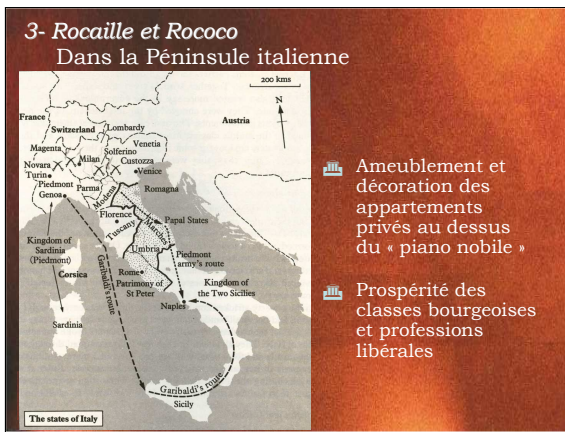 3- Rocaille et Rococo
Dans la Péninsule italienne
200 kms
N
France
Austria
Switzerland
Lombardy
Venetia
Magenta
Solferino
Custozza
Novara
Milan
Venice
Turin
Piedmont
Parma
Modena
Romagna
Genoa
Florence
Papal States
Tuscany
Marches
Kingdom of
Sardinia
(Piedmont)
Umbria
Piedmont
army's route
Corsica
Garibaldi's route
Rome
Patrimony of
St Peter
Kingdom of
the Two Sicilies
Naples
Sardinia
Garibaldi's route
Sicily
The states of Italy
Ameublement et
décoration des
appartements
privés au dessus
du « piano nobile »
Prospérité des
classes bourgeoises
et professions
libérales